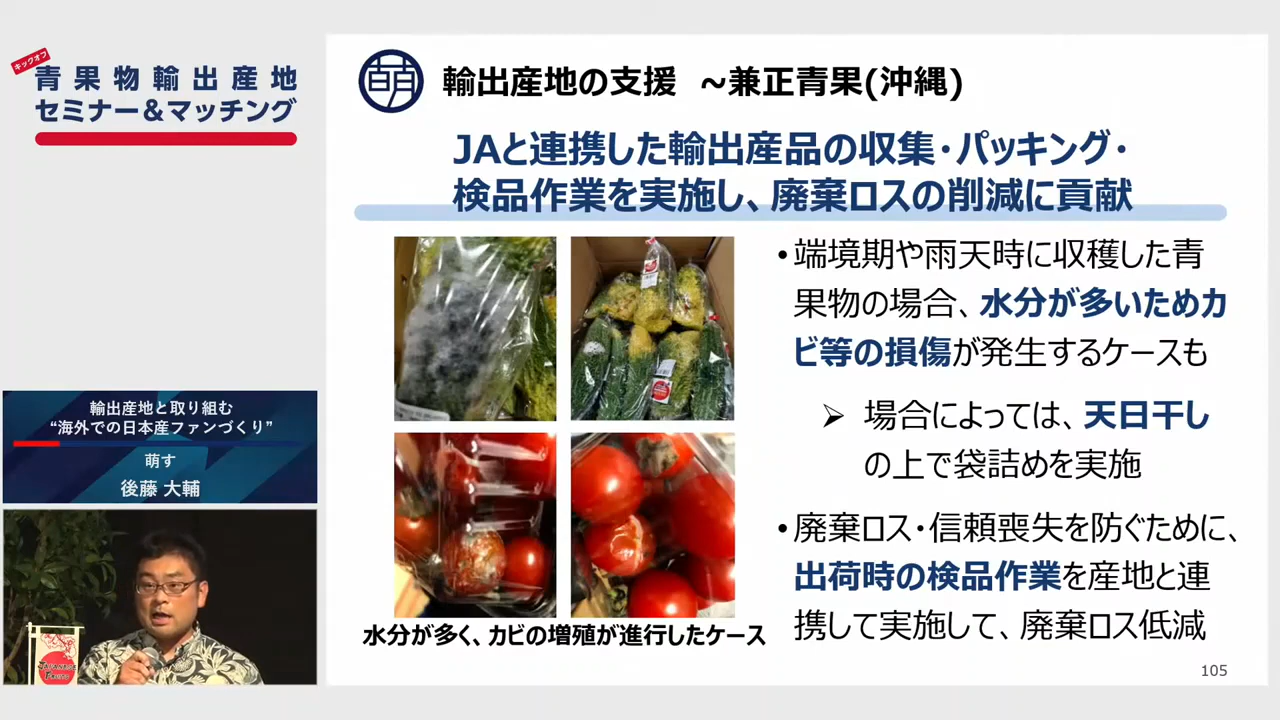 キックオフ
青果物輸出産地
セミナー&マッチング
輸出産地と取り組む
“海外での日本産ファンづくり”
萌す
後藤 大輔
JAPANESE
FRUITS
萌
輸出産地の支援 ~兼正青果(沖縄)
JAと連携した輸出産品の収集・パッキング・
検品作業を実施し、廃棄ロスの削減に貢献
水分が多く、カビの増殖が進行したケース
•端境期や雨天時に収穫した青
果物の場合、水分が多いためカ
ビ等の損傷が発生するケースも
➢ 場合によっては、天日干し
の上で袋詰めを実施
•廃棄ロス・信頼喪失を防ぐために、
出荷時の検品作業を産地と連
携して実施して、廃棄ロス低減
105